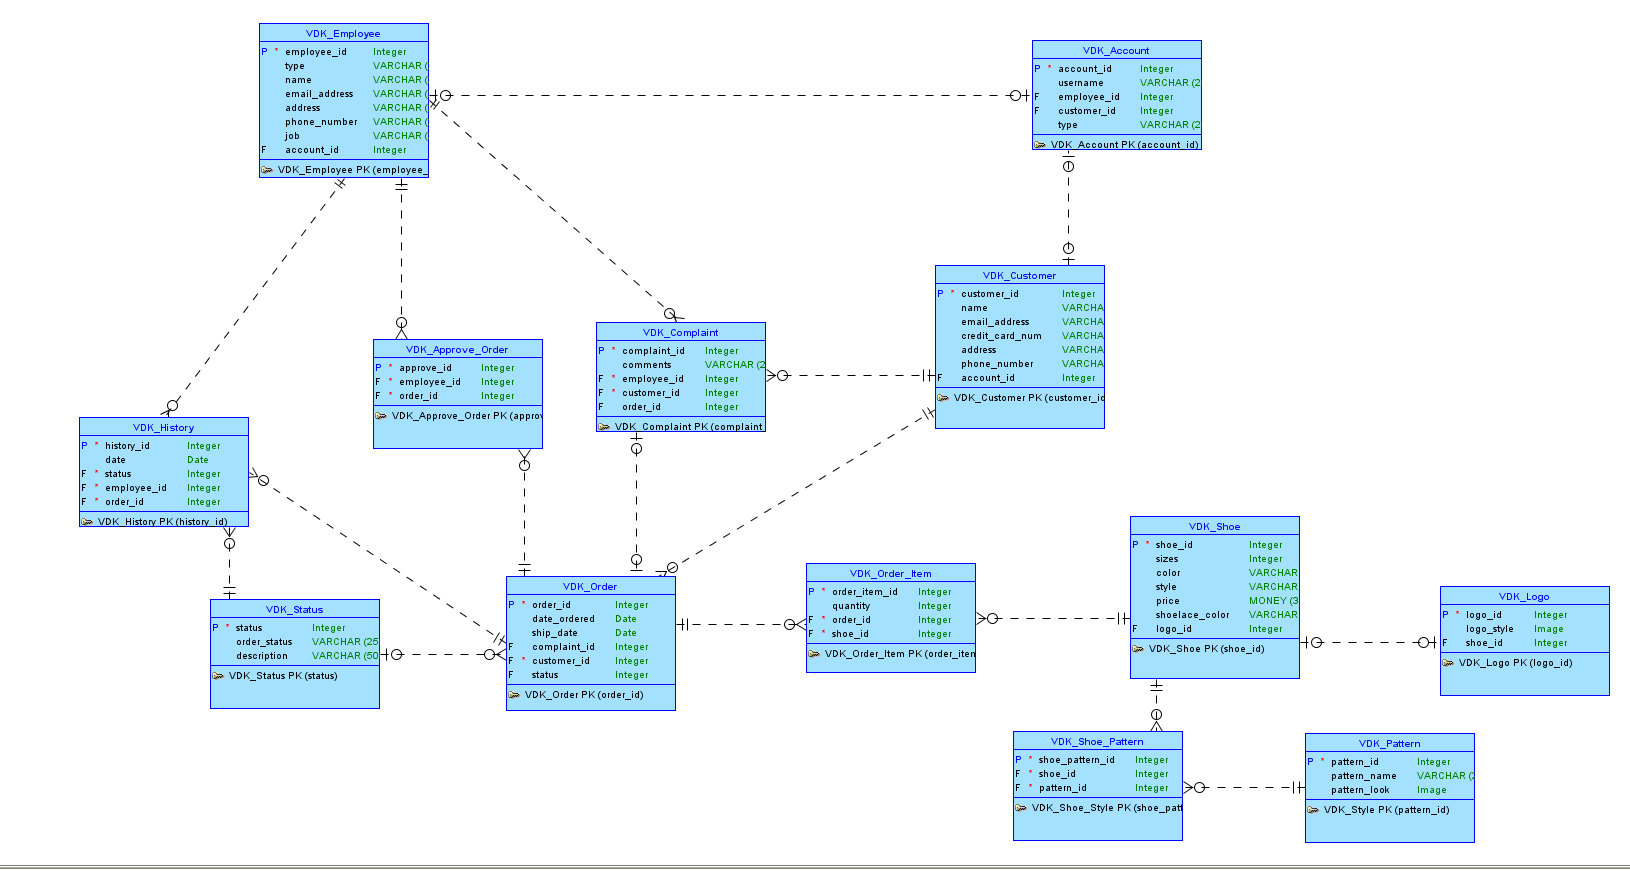 VDK_Employee
P * employee_id Integer
type VARCHAR (
name VARCHAR (
email_address VARCHAR (
address VARCHAR (
phone_number VARCHAR (
job VARCHAR (
F account_id Integer
VDK_Employee PK (employee_
VDK_Account
P * account_id Integer
username VARCHAR (2
F employee_id Integer
F customer_id Integer
type VARCHAR (2
VDK_Account PK (account_id)
VDK_Customer
P * customer_id Integer
name VARCHA
email_address VARCHA
credit_card_num VARCHA
address VARCHA
phone_number VARCHA
F account_id Integer
VDK_Customer PK (customer_id
VDK_Approve_Order
P * approve_id Integer
F * employee_id Integer
F * order_id Integer
VDK_Approve_Order PK (approv
VDK_Complaint
P * complaint_id Integer
comments VARCHAR (2
F * employee_id Integer
F * customer_id Integer
F order_id Integer
VDK_Complaint PK (complaint
VDK_History
P * history_id Integer
date Date
F * status Integer
F * employee_id Integer
F * order_id Integer
VDK_History PK (history_id)
VDK_Status
P * status Integer
order_status VARCHAR (25
description VARCHAR (50
VDK_Status PK (status)
VDK_Order
P * order_id Integer
date_ordered Date
ship_date Date
F complaint_id Integer
F * customer_id Integer
F status Integer
VDK_Order PK (order_id)
VDK_Order_Item
P * order_item_id Integer
quantity Integer
F * order_id Integer
F * shoe_id Integer
VDK_Order_Item PK (order_iten
VDK_Shoe
P * shoe_id Integer
sizes Integer
color VARCHAR
style VARCHAR
price MONEY (3
shoelace_color VARCHAR
F logo_id Integer
VDK_Shoe PK (shoe_id)
VDK_Logo
P * logo_id Integer
logo_style Image
F shoe_id Integer
VDK_Logo PK (logo_id)
VDK_Shoe_Pattern
P * shoe_pattern_id Integer
F * shoe_id Integer
F * pattern_id Integer
VDK_Shoe_Style PK (shoe_patt
VDK_Pattern
P * pattern_id Integer
pattern_name VARCHAR (2
pattern_look Image
VDK_Style PK (pattern_id)